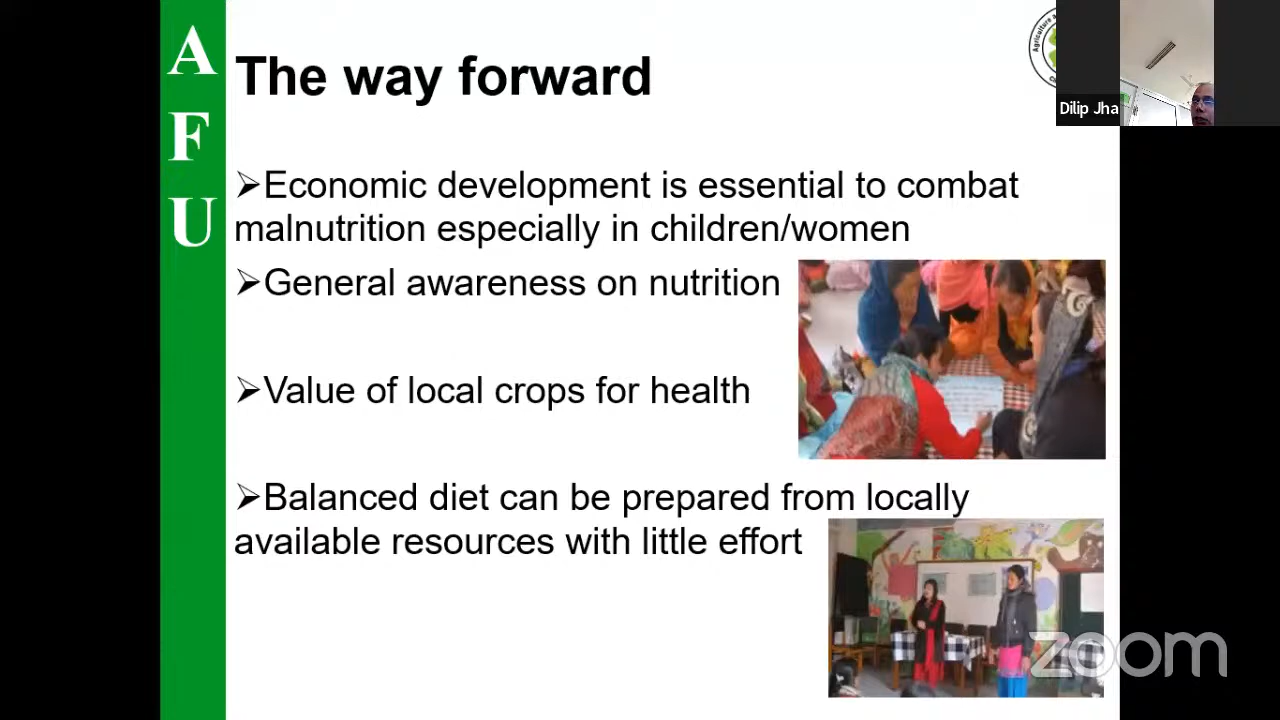 A
F
U
The way forward
Agriculture a
Dilip Jha
➢Economic development is essential to combat
malnutrition especially in children/women
➢General awareness on nutrition
➢Value of local crops for health
➢Balanced diet can be prepared from locally
available resources with little effort
zoom